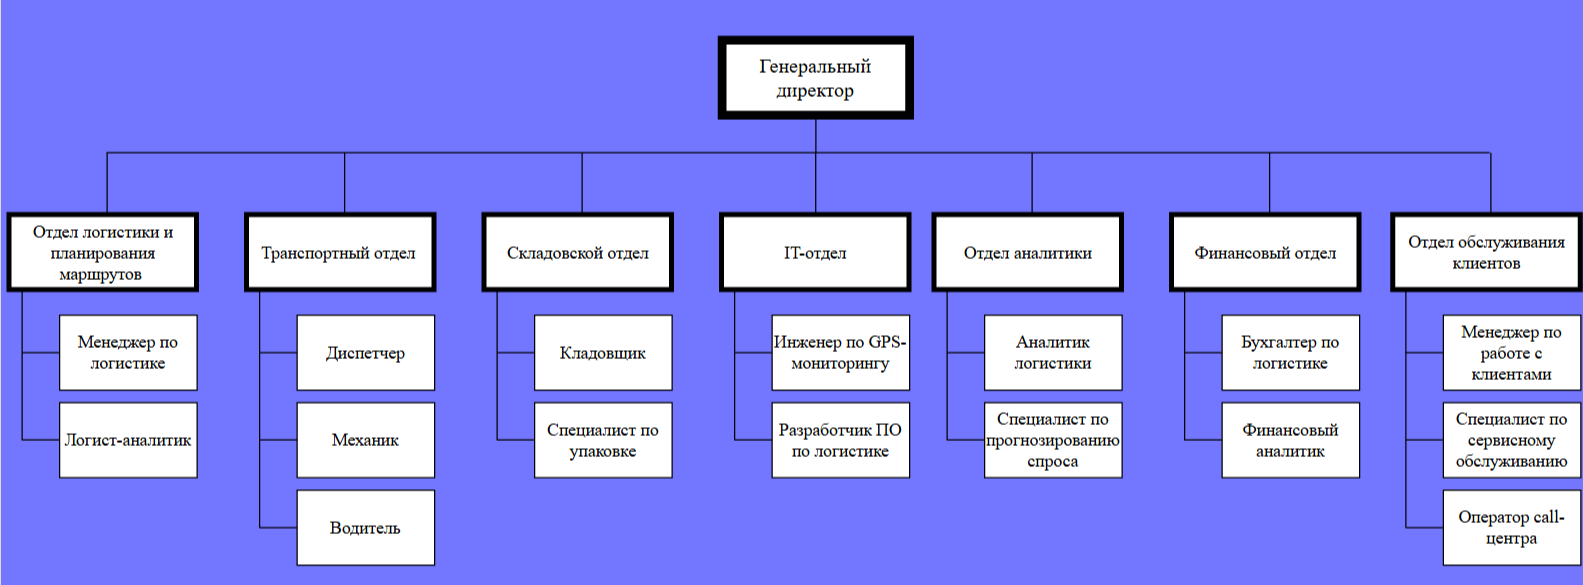 Генеральный
директор
Отдел логистики и
планирования
маршрутов
Транспортный отдел
Складовской отдел
IT-отдел
Отдел аналитики
Финансовый отдел
Отдел обслуживания
клиентов
Менеджер по
логистике
Логист-аналитик
Диспетчер
Механик
Водитель
Кладовщик
Специалист по
упаковке
Инженер по GPS-
мониторингу
Разработчик ПО
по логистике
Аналитик
логистики
Специалист по
прогнозированию
спроса
Бухгалтер по
логистике
Финансовый
аналитик
Менеджер по
работе с
клиентами
Специалист по
сервисному
обслуживанию
Оператор call-
центра